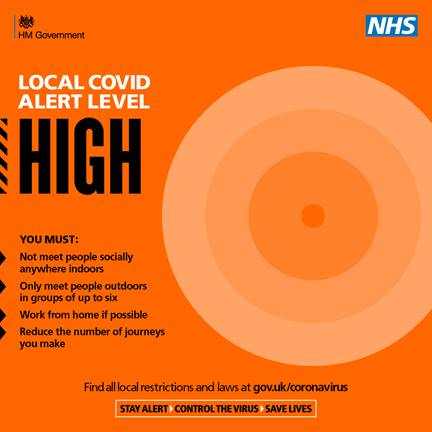 HM Government
NHS
LOCAL COVID
ALERT LEVEL
HIGH
YOU MUST:
Not meet people socially
anywhere indoors
Only meet people outdoors
in groups of up to six
Work from home if possible
Reduce the number of journeys
you make
Find all local restrictions and laws at gov.uk/coronavirus
STAY ALERT › CONTROL THE VIRUS › SAVE LIVES